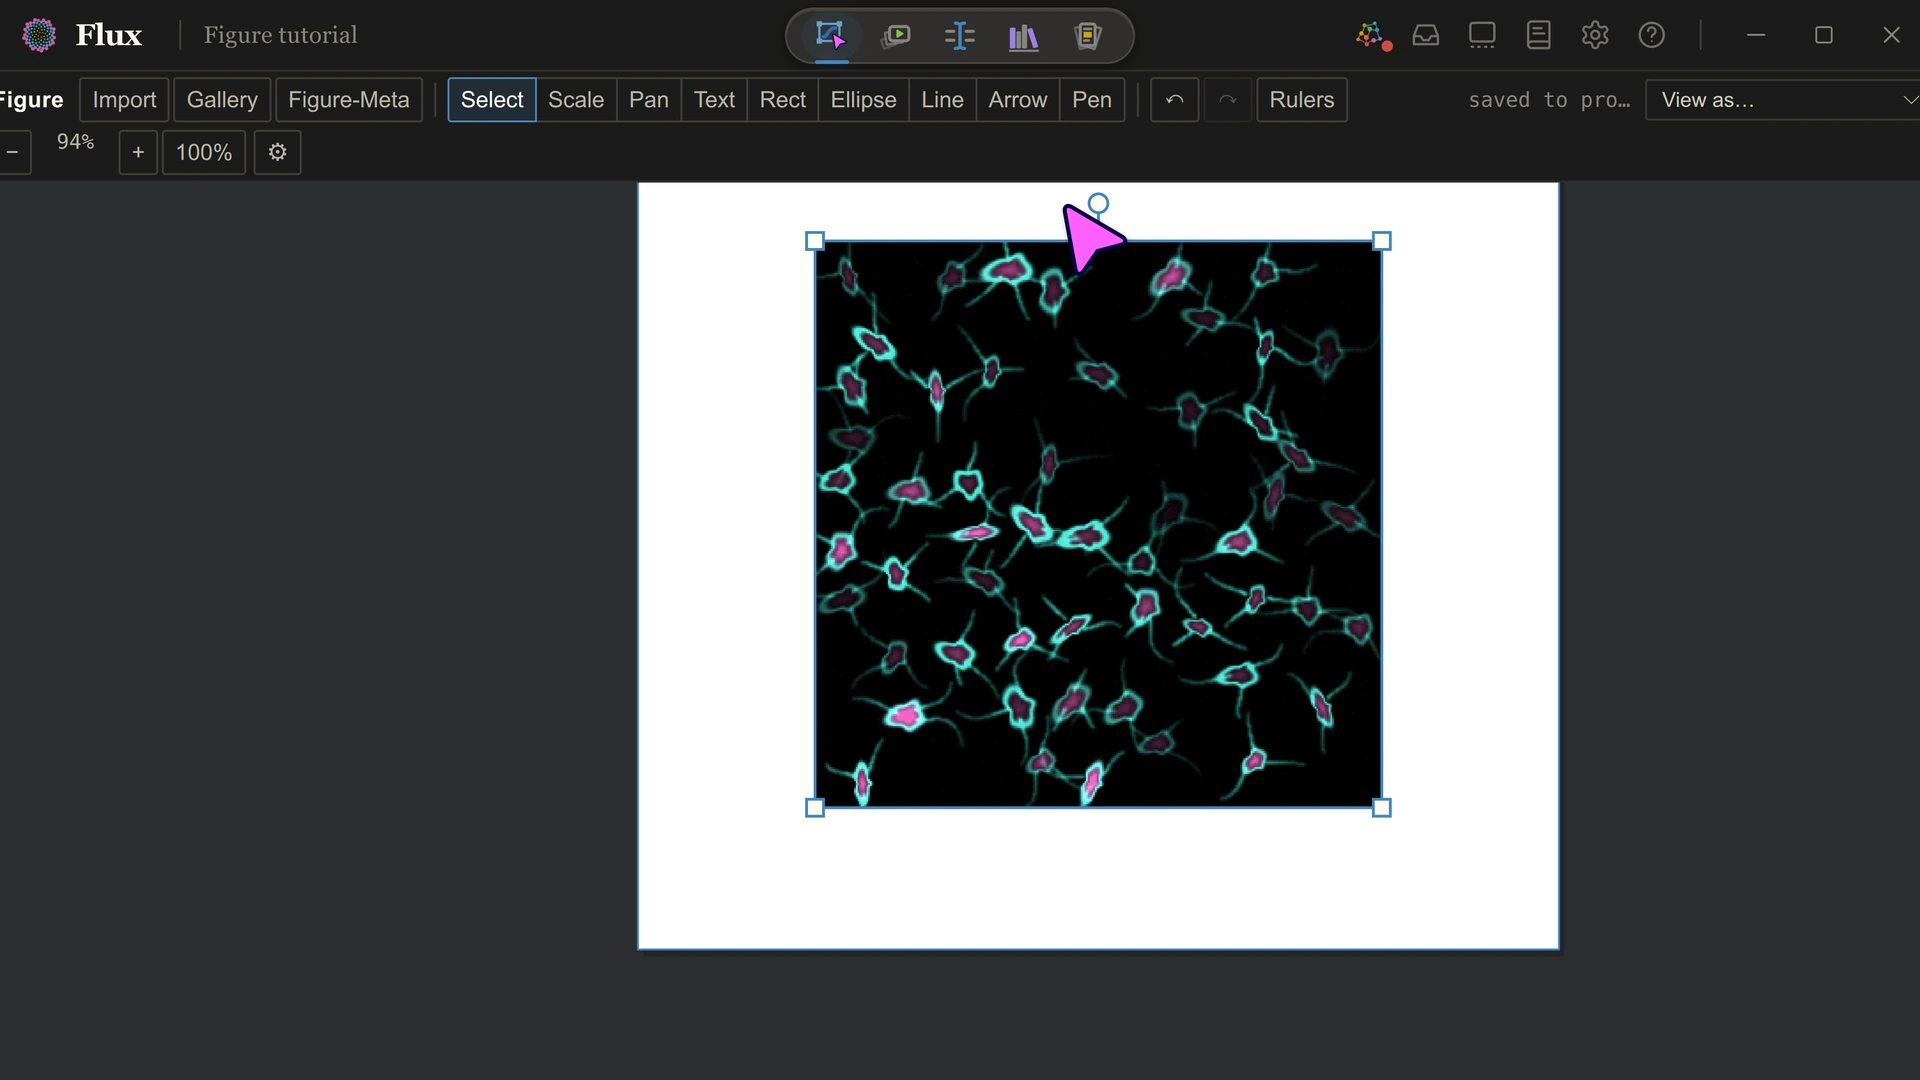 Flux Figure tutorial
Figure Import Gallery Figure-Meta Select Scale Pan Text Rect Ellipse Line Arrow Pen Rulers saved to pro… View as…
− 94% + 100%